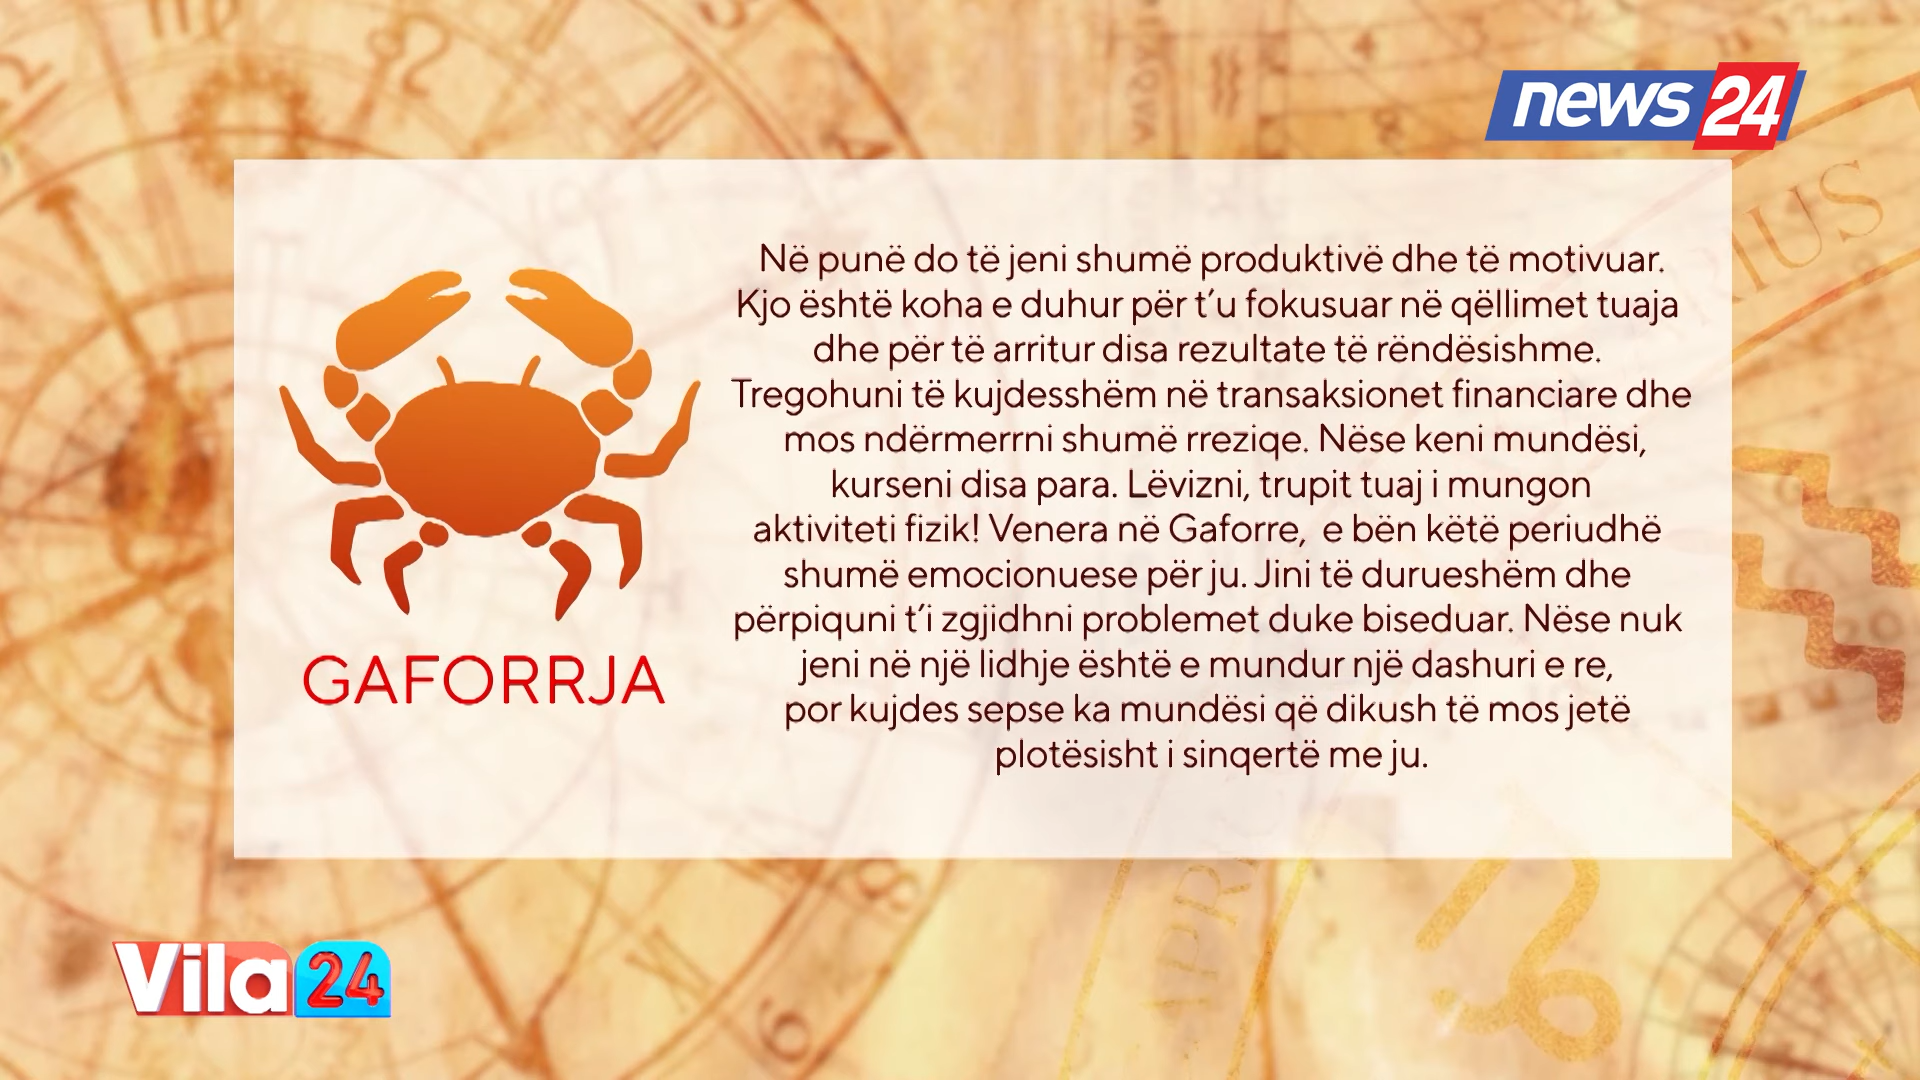 news 24
Në punë do të jeni shumë produktivë dhe të motivuar.
Kjo është koha e duhur për t’u fokusuar në qëllimet tuaja
dhe për të arritur disa rezultate të rëndësishme.
Tregohuni të kujdesshëm në transaksionet financiare dhe
mos ndërmerrni shumë rreziqe. Nëse keni mundësi,
kurseni disa para. Lëvizni, trupit tuaj i mungon
aktiviteti fizik! Venera në Gaforre,  e bën këtë periudhë
shumë emocionuese për ju. Jini të durueshëm dhe
përpiquni t’i zgjidhni problemet duke biseduar. Nëse nuk
jeni në një lidhje është e mundur një dashuri e re,
por kujdes sepse ka mundësi që dikush të mos jetë
plotësisht i sinqertë me ju.
GAFORRJA
Vila 24